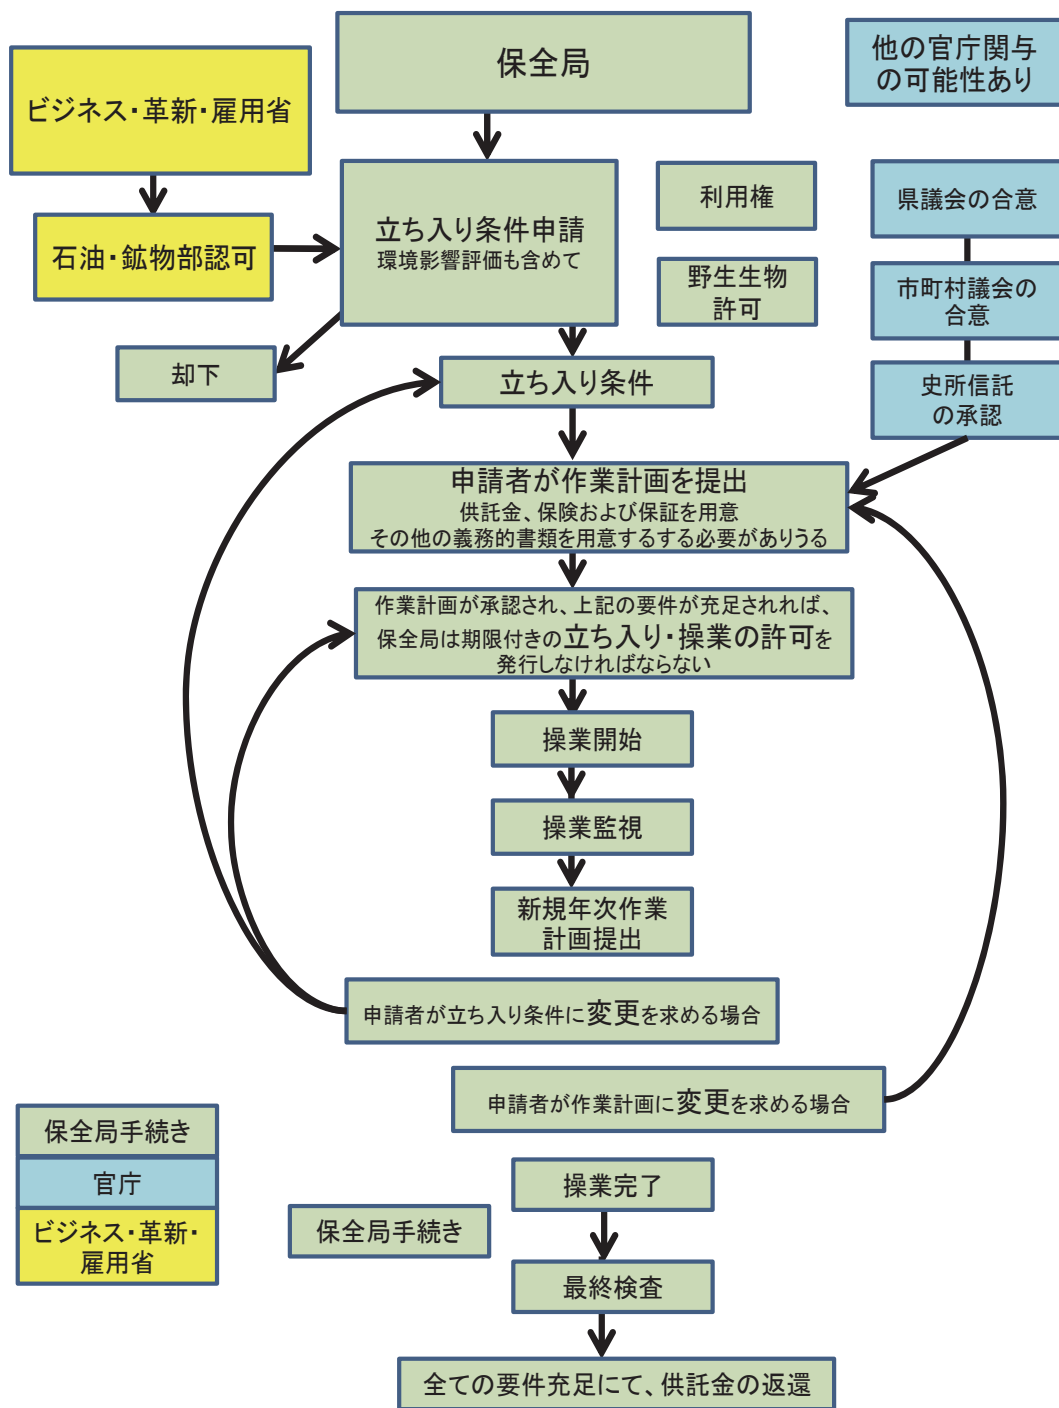 保全局
他の官庁関与
の可能性あり
ビジネス・革新・雇用省
石油・鉱物部認可
立ち入り条件申請
環境影響評価も含めて
利用権
野生生物
許可
県議会の合意
市町村議会の
合意
史所信託
の承認
却下
立ち入り条件
申請者が作業計画を提出
供託金、保険および保証を用意
その他の義務的書類を用意するする必要がありうる
作業計画が承認され、上記の要件が充足されれば、
保全局は期限付きの立ち入り・操業の許可を
発行しなければならない
操業開始
操業監視
新規年次作業
計画提出
申請者が立ち入り条件に変更を求める場合
申請者が作業計画に変更を求める場合
保全局手続き
官庁
ビジネス・革新・
雇用省
操業完了
保全局手続き
最終検査
全ての要件充足にて、供託金の返還